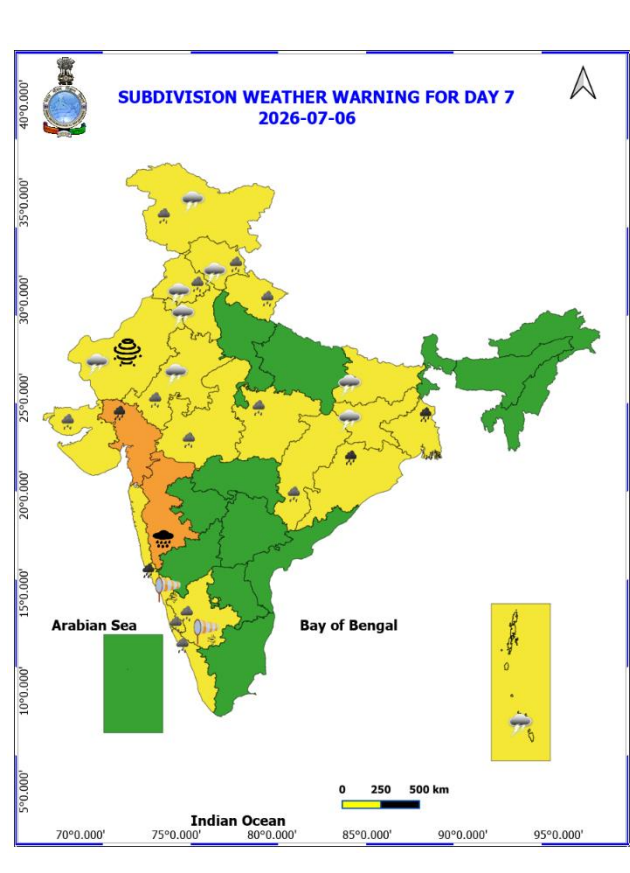 SUBDIVISION WEATHER WARNING FOR DAY 7
2026-07-06
40°0.000'
35°0.000'
30°0.000'
25°0.000'
20°0.000'
15°0.000'
10°0.000'
5°0.000'
Arabian Sea
Bay of Bengal
0 250 500 km
Indian Ocean
70°0.000' 75°0.000' 80°0.000' 85°0.000' 90°0.000' 95°0.000'